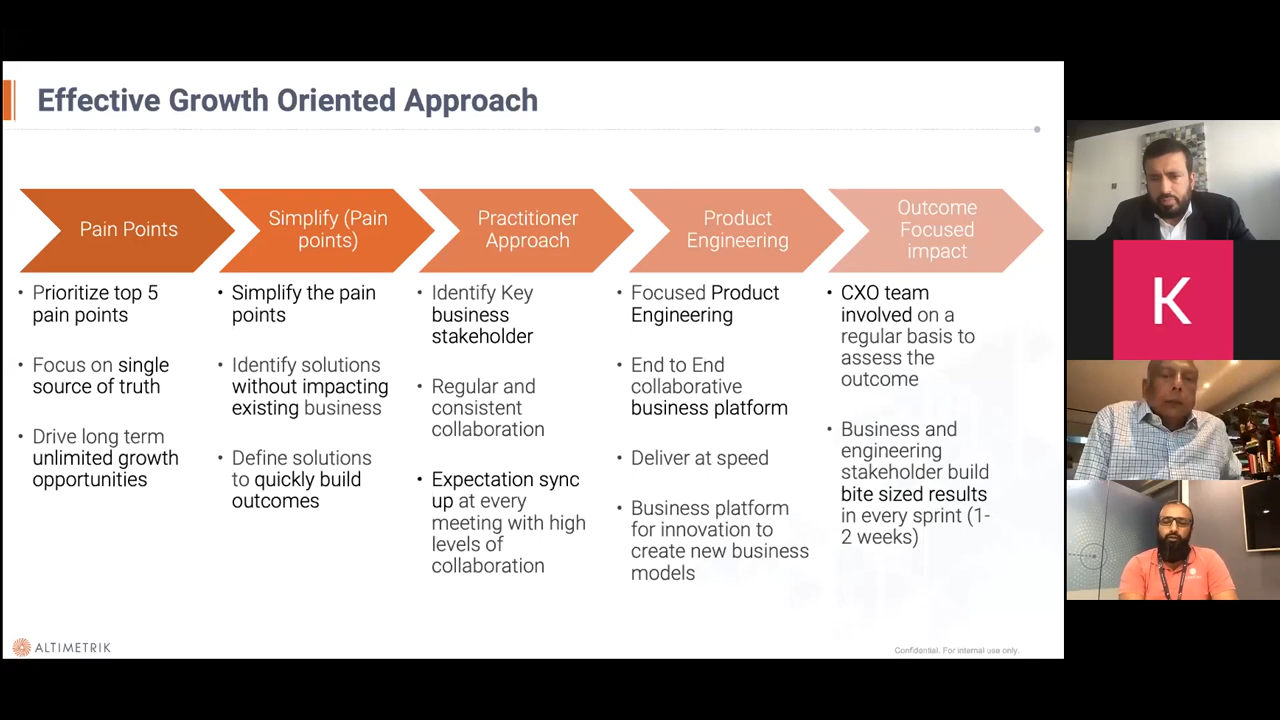 Effective Growth Oriented Approach
Pain Points
Simplify (Pain
points)
Practitioner
Approach
Product
Engineering
Outcome
Focused
impact
• Prioritize top 5
pain points
• Focus on single
source of truth
• Drive long term
unlimited growth
opportunities
• Simplify the pain
points
• Identify solutions
without impacting
existing business
• Define solutions
to quickly build
outcomes
• Identify Key
business
stakeholder
• Regular and
consistent
collaboration
• Expectation sync
up at every
meeting with high
levels of
collaboration
• Focused Product
Engineering
• End to End
collaborative
business platform
• Deliver at speed
• Business platform
for innovation to
create new business
models
• CXO team
involved on a
regular basis to
assess the
outcome
• Business and
engineering
stakeholder build
bite sized results
in every sprint (1-
2 weeks)
ALTIMETRIK
Confidential. For internal use only.
K